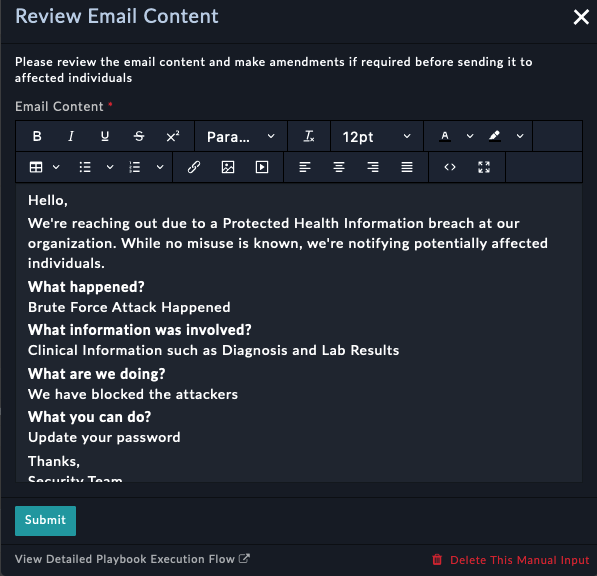 Review Email Content
Please review the email content and make amendments if required before sending it to
affected individuals
Email Content *
B I U S X² Para... Tx 12pt A
Hello,
We're reaching out due to a Protected Health Information breach at our
organization. While no misuse is known, we're notifying potentially affected
individuals.
What happened?
Brute Force Attack Happened
What information was involved?
Clinical Information such as Diagnosis and Lab Results
What are we doing?
We have blocked the attackers
What you can do?
Update your password
Thanks,
Security Team
Submit
View Detailed Playbook Execution Flow
Delete This Manual Input